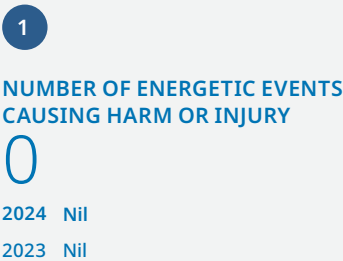 1
NUMBER OF ENERGETIC EVENTS
CAUSING HARM OR INJURY
0
2024 Nil
2023 Nil